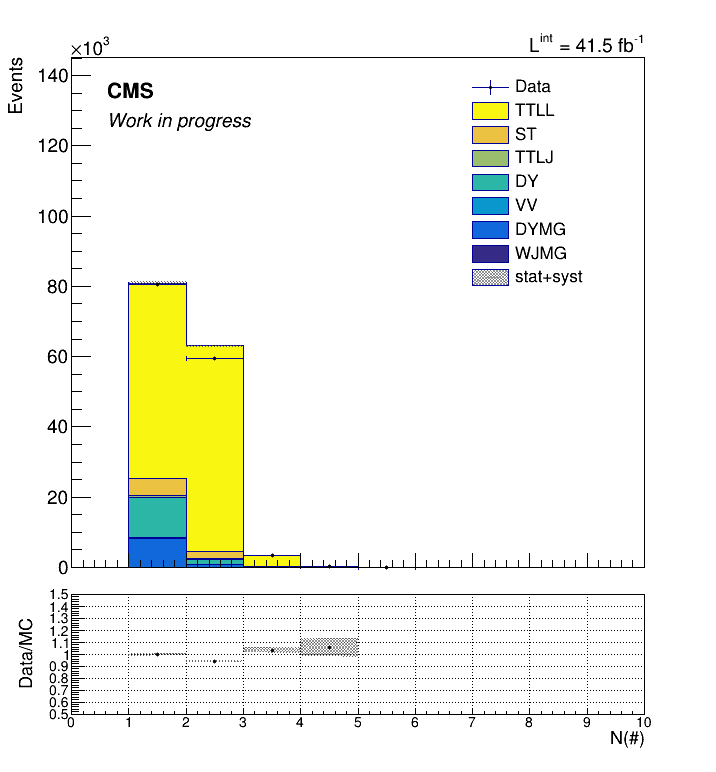 ×10³
L^int = 41.5 fb⁻¹
Events
140
120
100
80
60
40
20
0
CMS
Work in progress
Data
TTLL
ST
TTLJ
DY
VV
DYMG
WJMG
stat+syst
Data/MC
1.5
1.4
1.3
1.2
1.1
1
0.9
0.8
0.7
0.6
0.5
0 1 2 3 4 5 6 7 8 9 10
N(#)